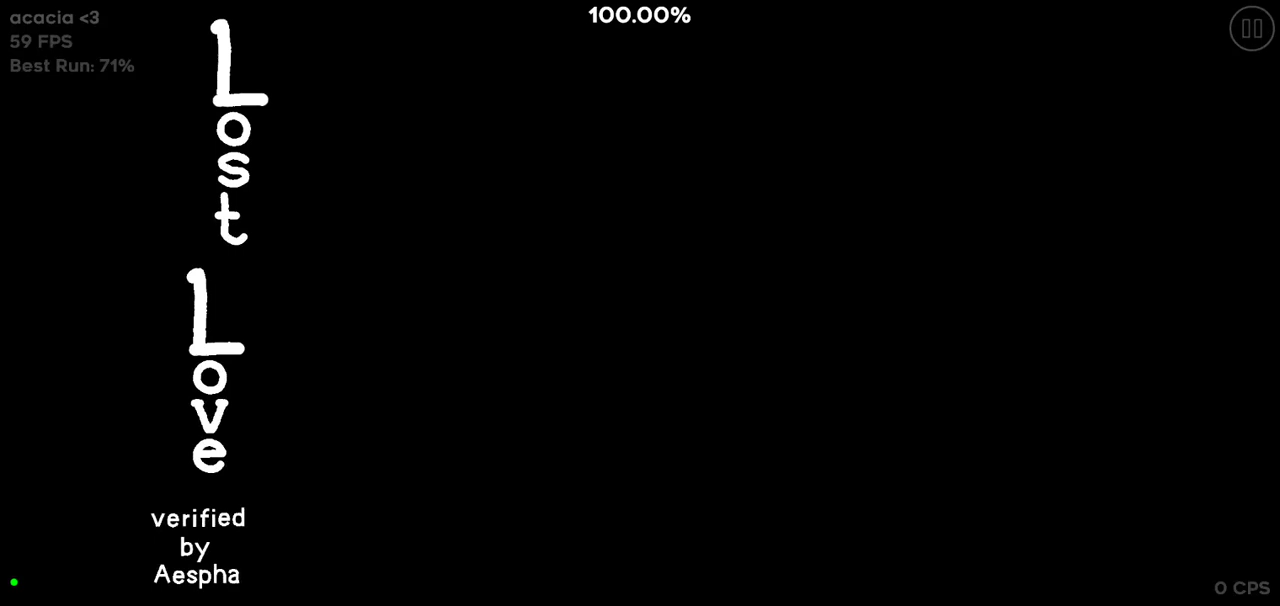 acacia <3
59 FPS
Best Run: 71%
100.00%
Lost
Love
verified
by
Aespha
0 CPS